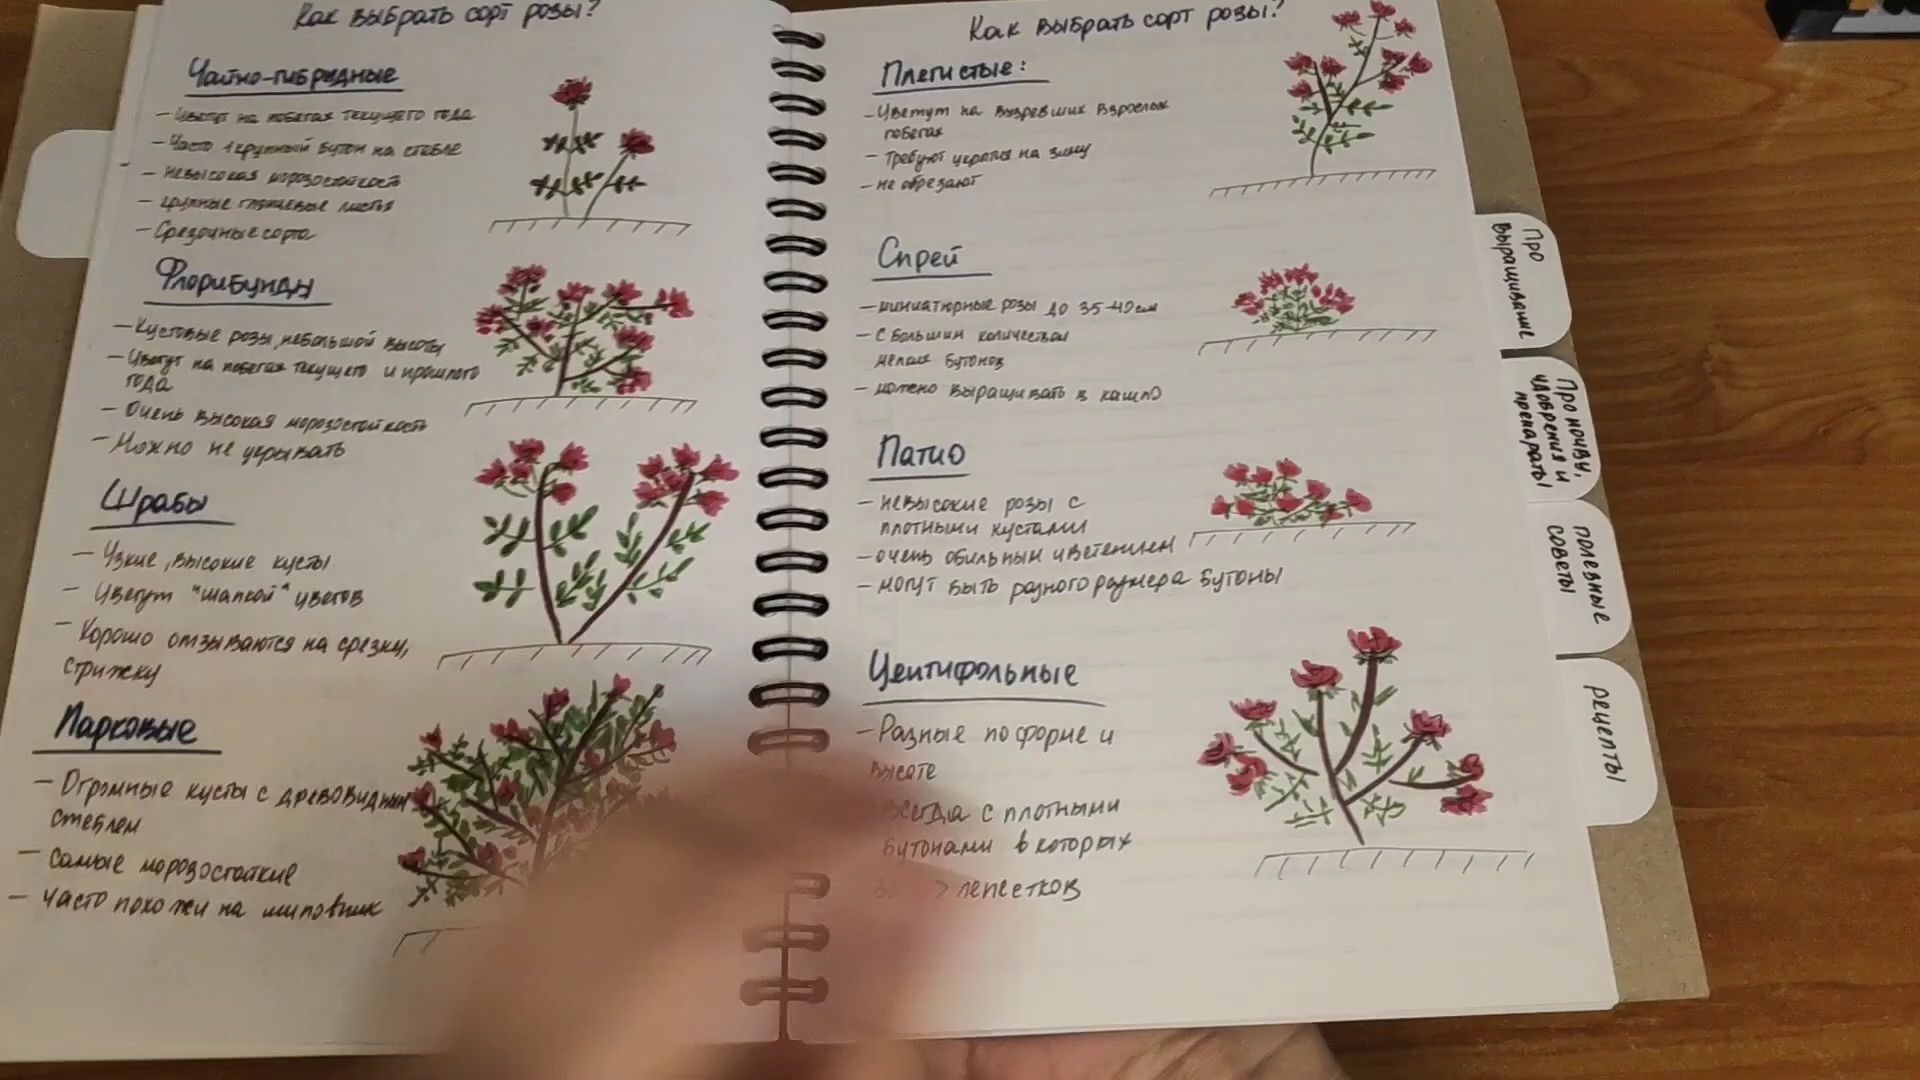 Как выбрать сорт розы?
Чайно-гибридные
- Цветут на побегах текущего года
- Часто 1 крупный бутон на стебле
- Невысокая морозостойкость
- крупные глянцевые листья
- Срезочные сорта
Флорибунды
- Кустовые розы, небольшой высоты
- Цветут на побегах текущего и прошлого
года
- Очень высокая морозостойкость
- Можно не укрывать
Шрабы
- Узкие, высокие кусты
- Цветут "шапкой" цветов
- Хорошо отзываются на срезку,
стрижку
Парковые
- Огромные кусты с древовидным
стеблем
- Самые морозостойкие
- Часто похожи на шиповник
Как выбрать сорт розы?
Плетистые:
- Цветут на вызревших взрослых
побегах
- Требуют укрытия на зиму
- не обрезают
Спрей
- миниатюрные розы до 35-40 см
- С большим количеством
мелких бутонов
- можно выращивать в кашпо
Патио
- невысокие розы с
плотными кустами
- очень обильным цветением
- могут быть разного размера бутоны
Центифольные
- Разные по форме и
высоте
всегда с плотными
бутонами в которых
лепестков
Про
выращивание
Про почву,
удобрения и
препараты
полезные
советы
рецепты